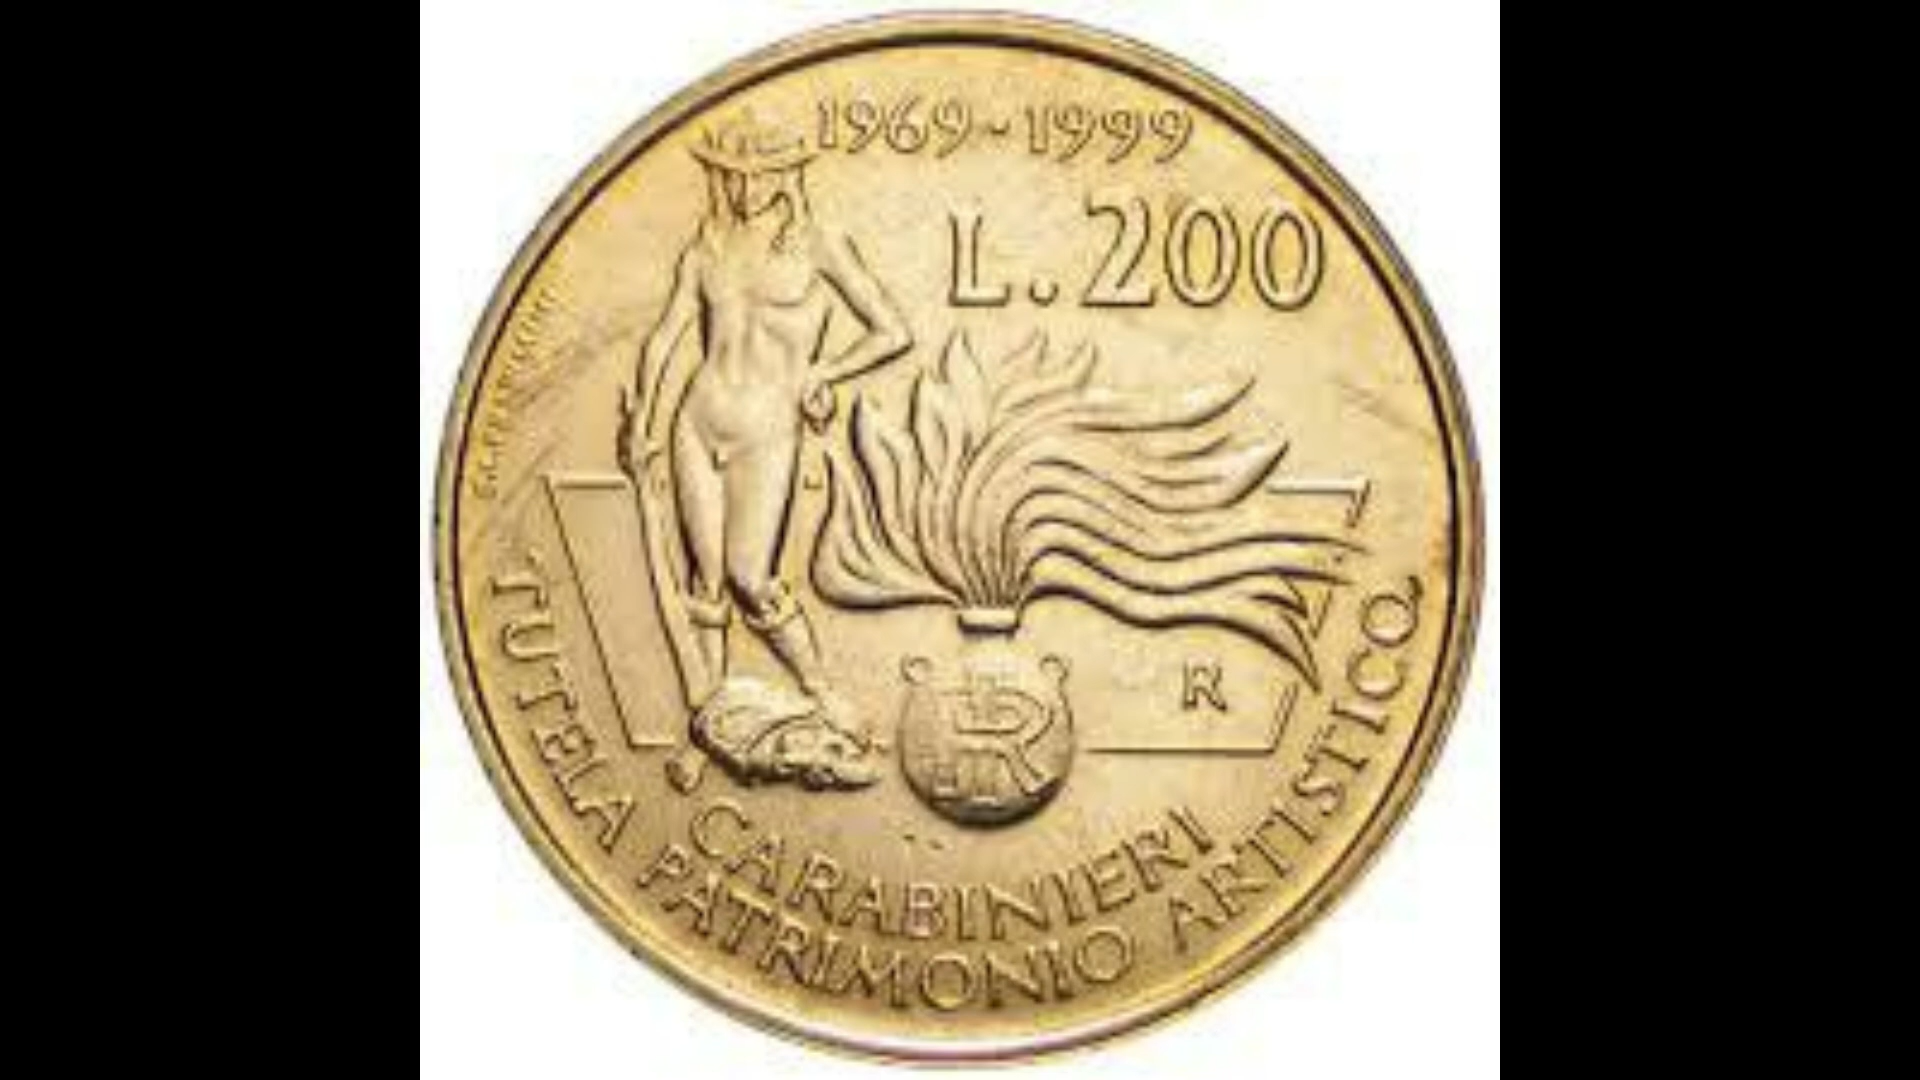 1969-1999
L.200
R
CARABINIERI
TUTELA PATRIMONIO ARTISTICO